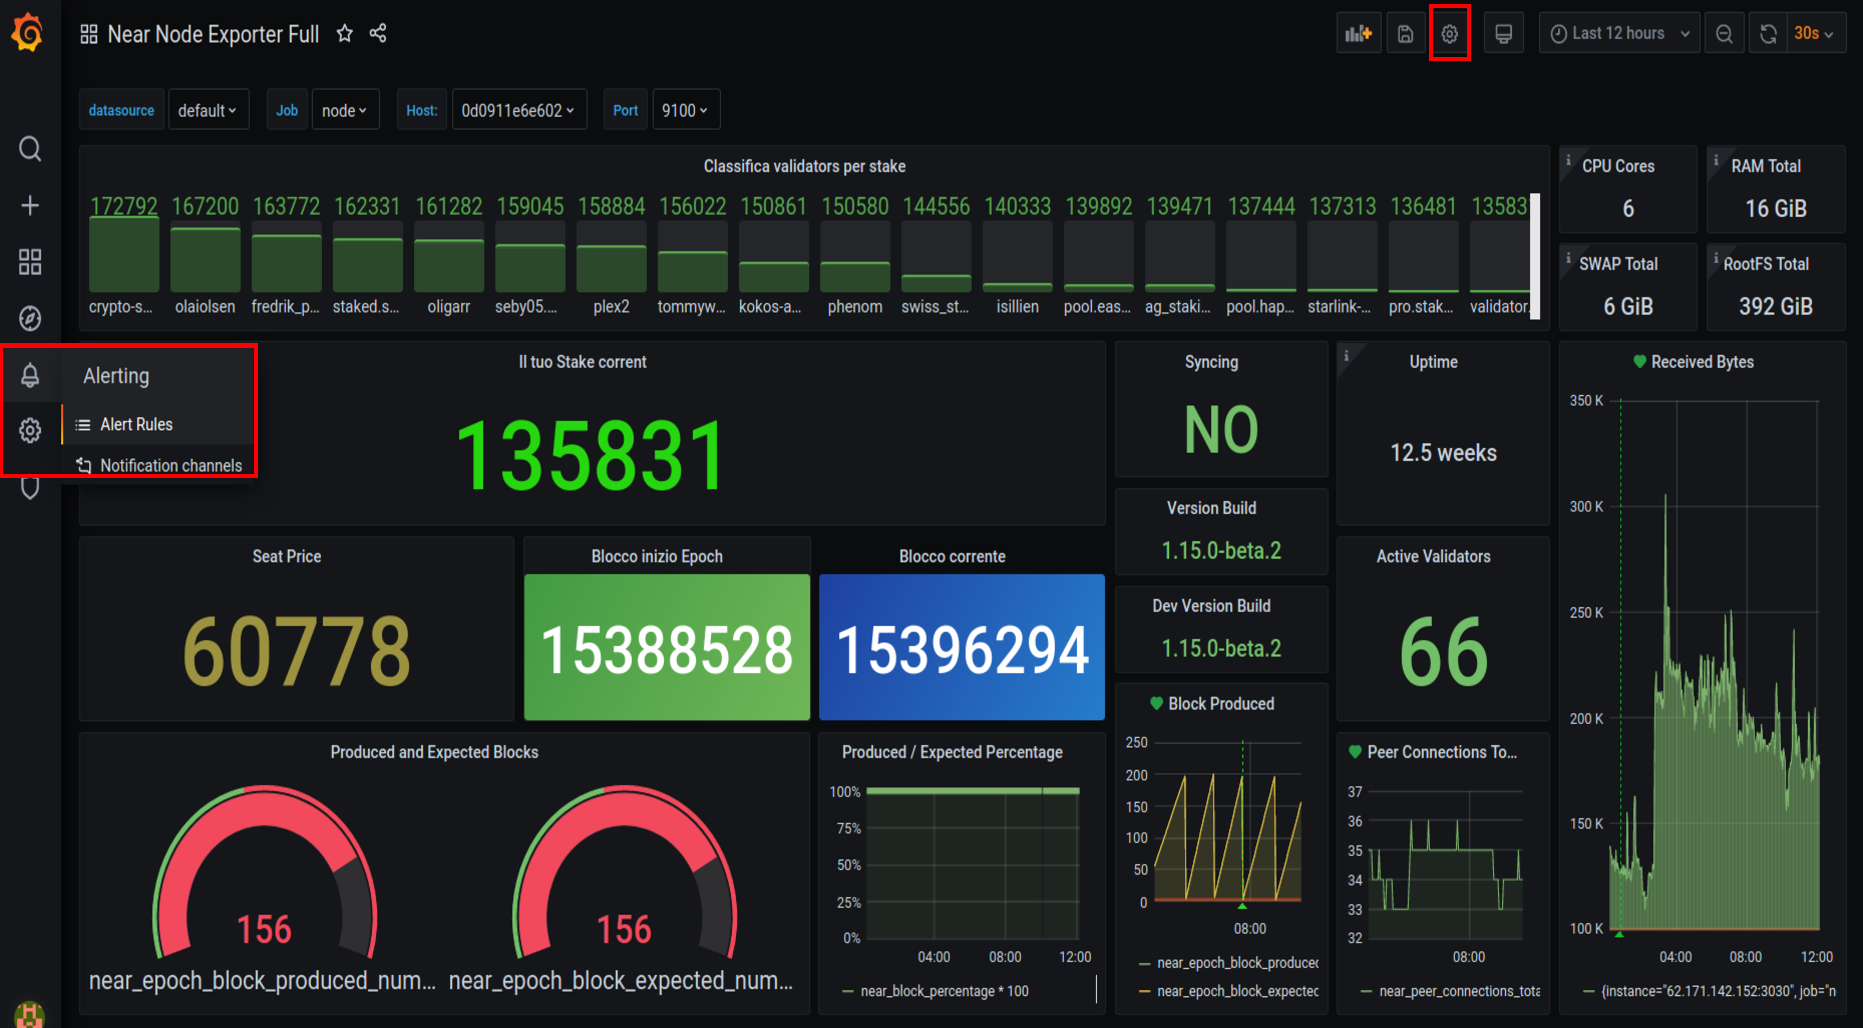 Near Node Exporter Full
Last 12 hours
30s
datasource default Job node Host: 0d0911e6e602 Port 9100
Classifica validators per stake
172792 167200 163772 162331 161282 159045 158884 156022 150861 150580 144556 140333 139892 139471 137444 137313 136481 135831
crypto-s... olaiolsen fredrik_p... staked.s... oligarr seby05.... plex2 tommyw... kokos-a... phenom swiss_st... isillien pool.eas... ag_staki... pool.hap... starlink-... pro.stak... validator.
CPU Cores
6
RAM Total
16 GiB
SWAP Total
6 GiB
RootFS Total
392 GiB
Alerting
Alert Rules
Notification channels
Il tuo Stake corrent
135831
Syncing
NO
Uptime
12.5 weeks
Version Build
1.15.0-beta.2
Dev Version Build
1.15.0-beta.2
Active Validators
66
Seat Price
60778
Blocco inizio Epoch
15388528
Blocco corrente
15396294
Received Bytes
350 K
300 K
250 K
200 K
150 K
100 K
04:00 08:00 12:00
{instance="62.171.142.152:3030", job="n
Produced and Expected Blocks
156
near_epoch_block_produced_num...
156
near_epoch_block_expected_num...
Produced / Expected Percentage
100%
75%
50%
25%
0%
04:00 08:00 12:00
near_block_percentage * 100
Block Produced
250
200
150
100
50
0
08:00
near_epoch_block_produced
near_epoch_block_expected
Peer Connections To...
37
36
35
34
33
32
08:00
near_peer_connections_tota